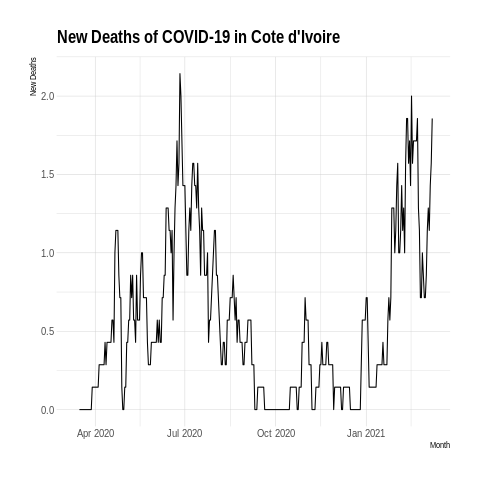 New Deaths of COVID-19 in Cote d'Ivoire
New Deaths
2.0
1.5
1.0
0.5
0.0
Apr 2020
Jul 2020
Oct 2020
Jan 2021
Month